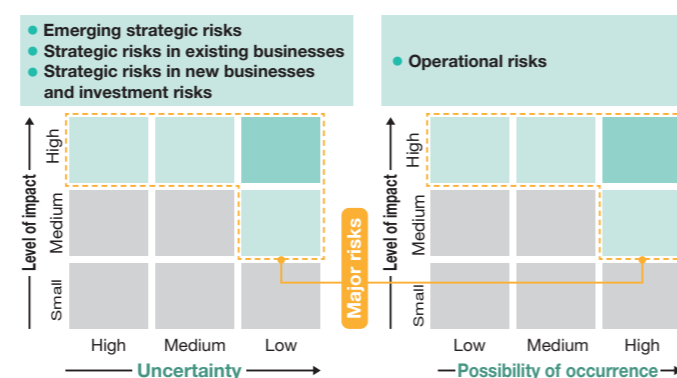 Emerging strategic risks
Strategic risks in existing businesses
Strategic risks in new businesses
and investment risks
Operational risks
Level of impact
High
Medium
Small
High Medium Low
Uncertainty
Major risks
Level of impact
High
Medium
Small
Low Medium High
Possibility of occurrence